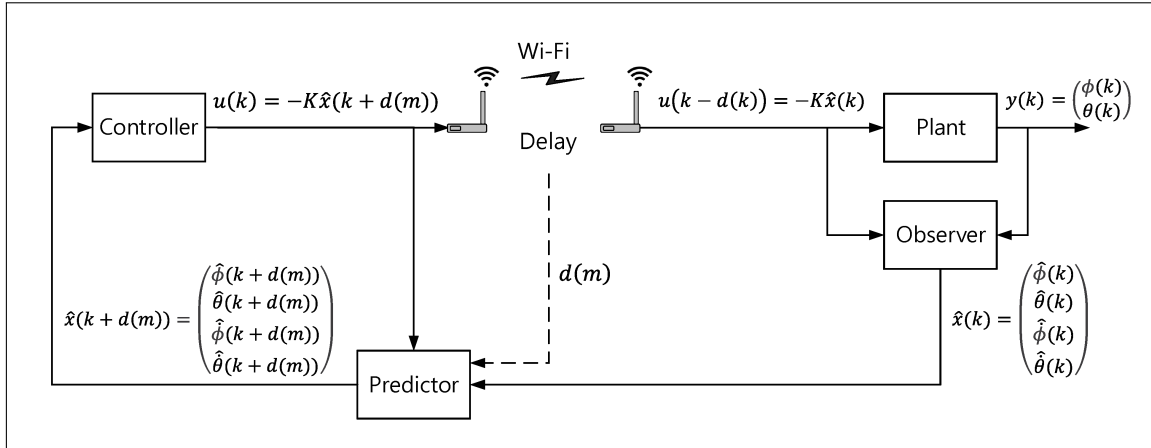 Wi-Fi
u(k) = −Kx̂(k + d(m))
u(k − d(k)) = −Kx̂(k)
y(k) = (ϕ(k)
θ(k))
Controller
Delay
Plant
Observer
d(m)
x̂(k + d(m)) = (ϕ̂(k + d(m))
θ̂(k + d(m))
ϕ̇̂(k + d(m))
θ̇̂(k + d(m)))
x̂(k) = (ϕ̂(k)
θ̂(k)
ϕ̇̂(k)
θ̇̂(k))
Predictor